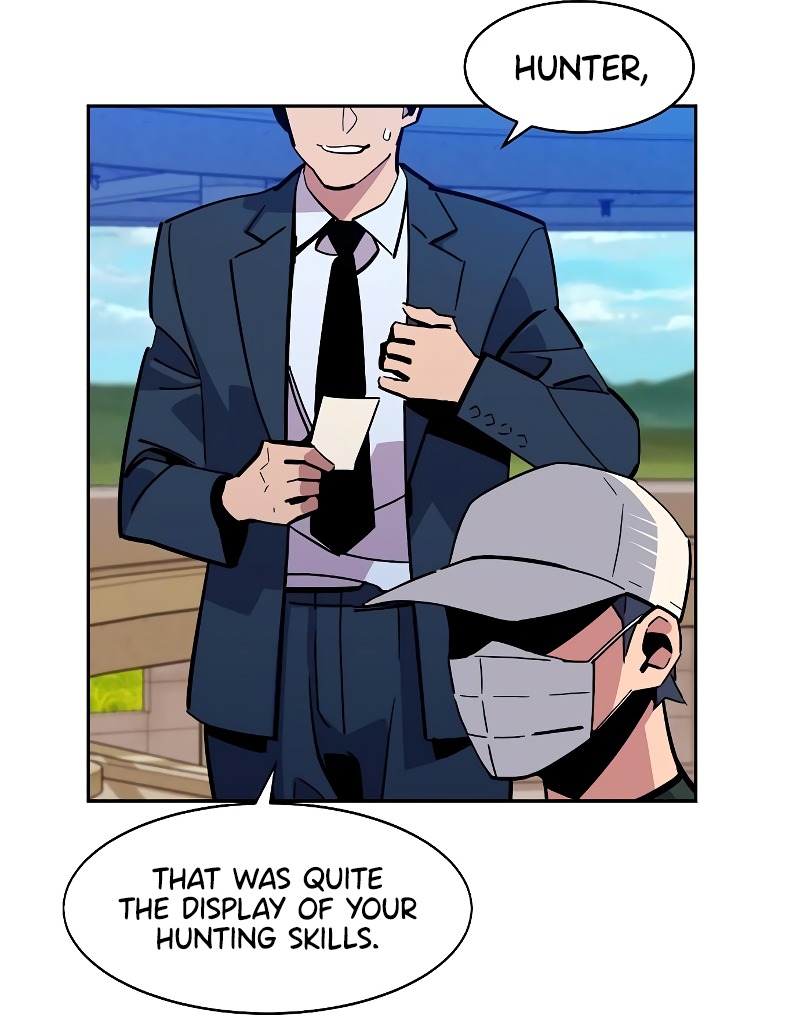 HUNTER,
THAT WAS QUITE
THE DISPLAY OF YOUR
HUNTING SKILLS.